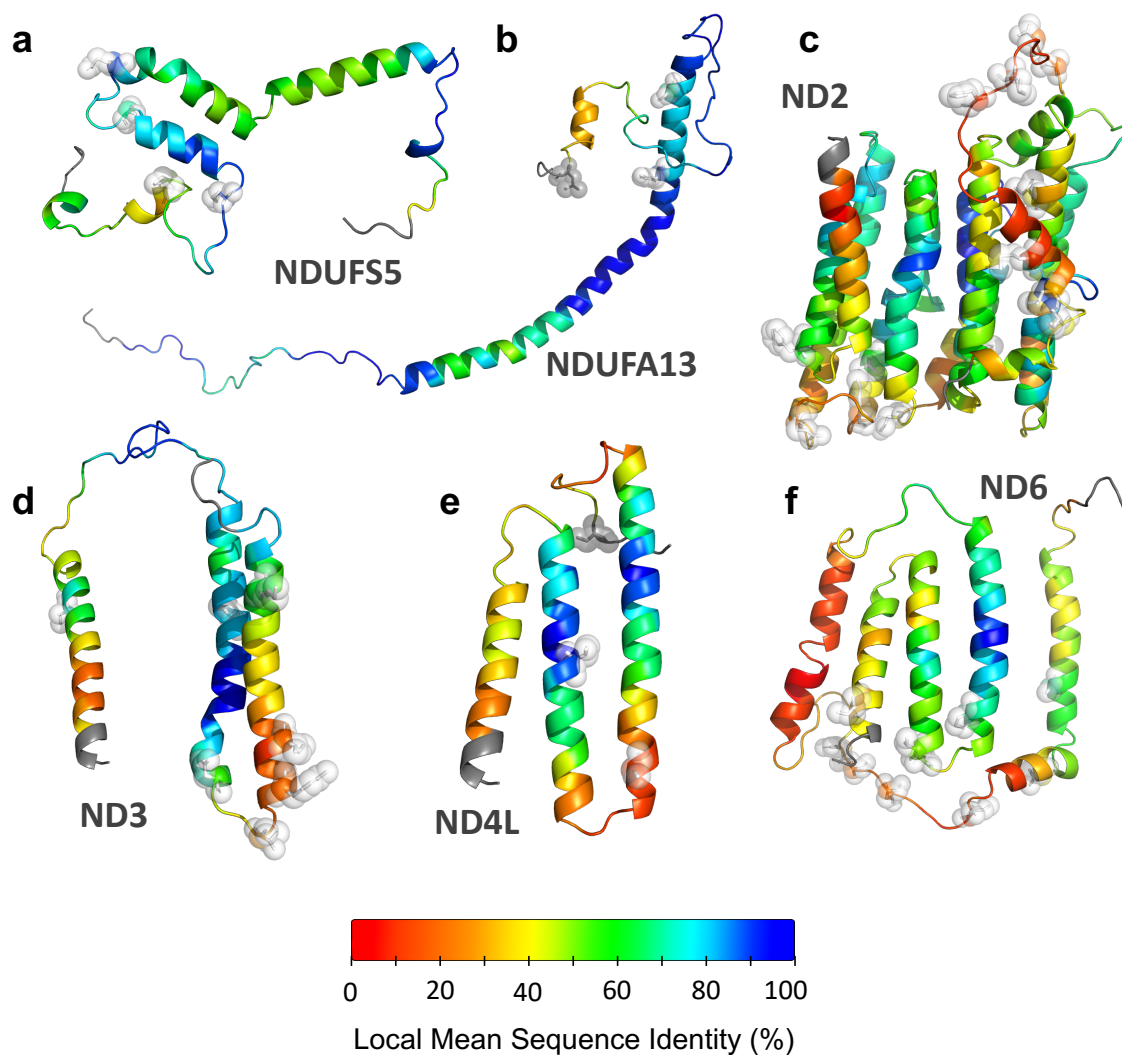 a
NDUFS5
b
NDUFA13
c
ND2
d
ND3
e
ND4L
f
ND6
0 20 40 60 80 100
Local Mean Sequence Identity (%)